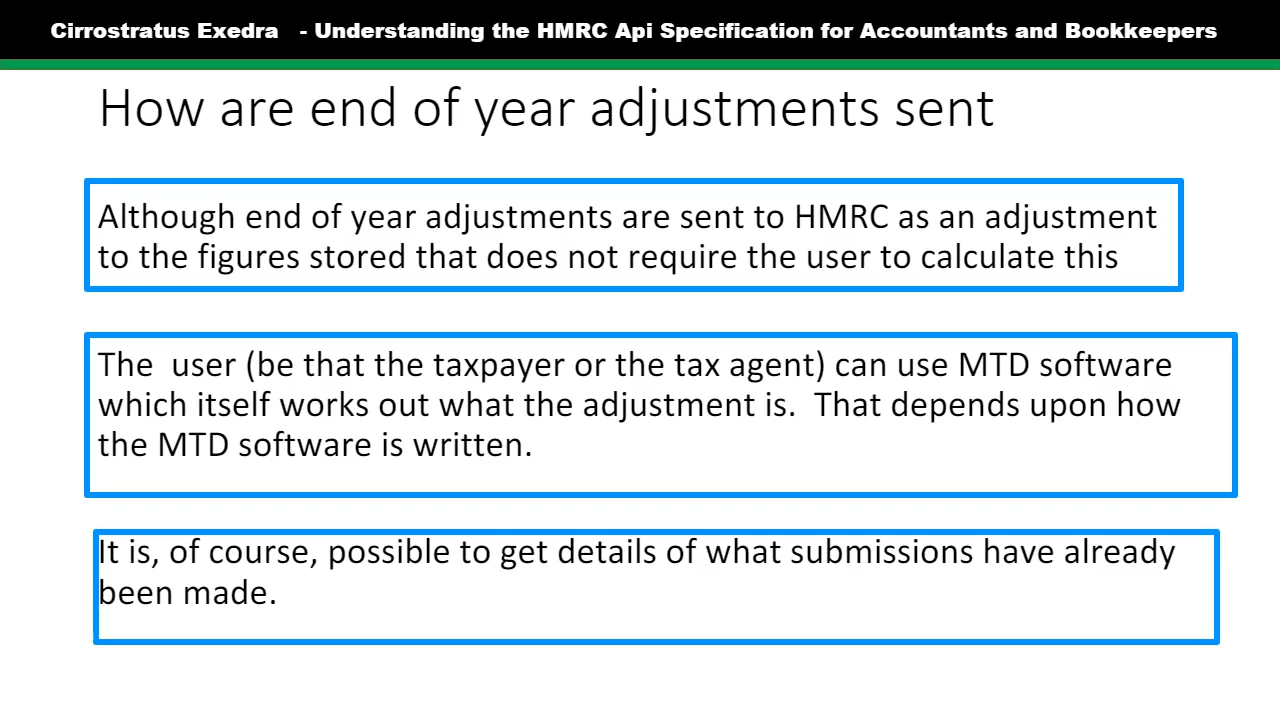 Cirrostratus Exedra - Understanding the HMRC Api Specification for Accountants and Bookkeepers
How are end of year adjustments sent
Although end of year adjustments are sent to HMRC as an adjustment
to the figures stored that does not require the user to calculate this
The  user (be that the taxpayer or the tax agent) can use MTD software
which itself works out what the adjustment is.  That depends upon how
the MTD software is written.
It is, of course, possible to get details of what submissions have already
been made.